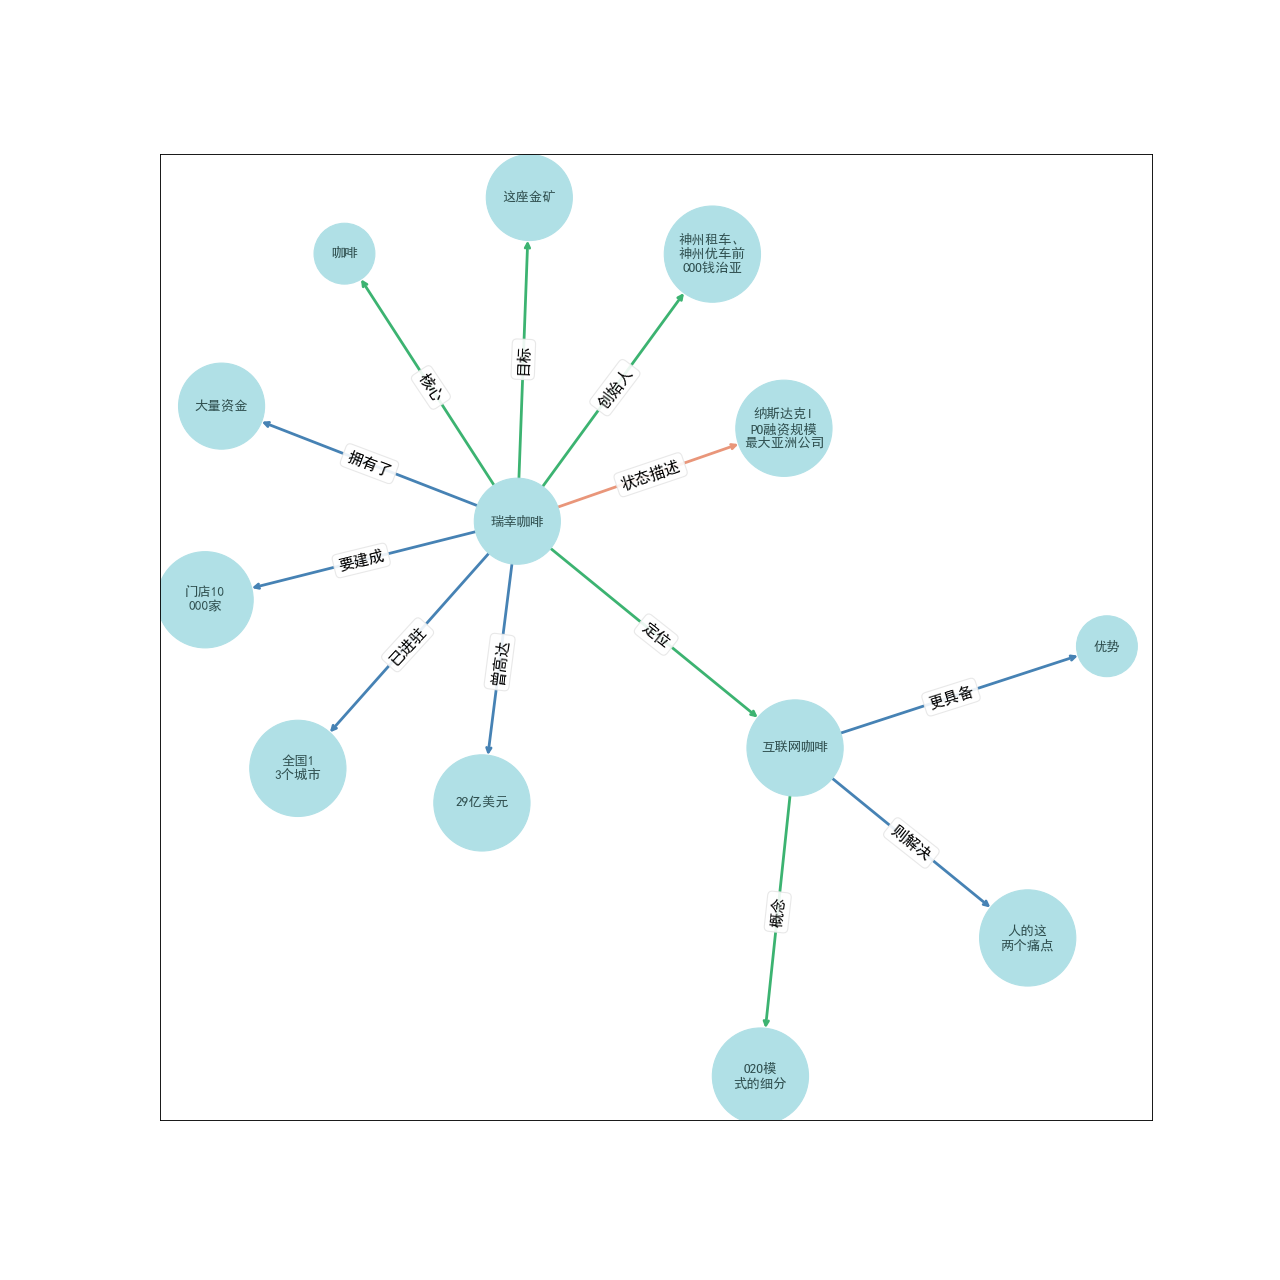 这座金矿
咖啡
神州租车、
神州优车前
COO钱治亚
目标
核心
创始人
大量资金
纳斯达克I
PO融资规模
最大亚洲公司
拥有了
状态描述
瑞幸咖啡
要建成
门店10
000家
已进驻
曾高达
定位
优势
更具备
互联网咖啡
全国1
3个城市
29亿美元
则解决
概念
人的这
两个痛点
O2O模
式的细分